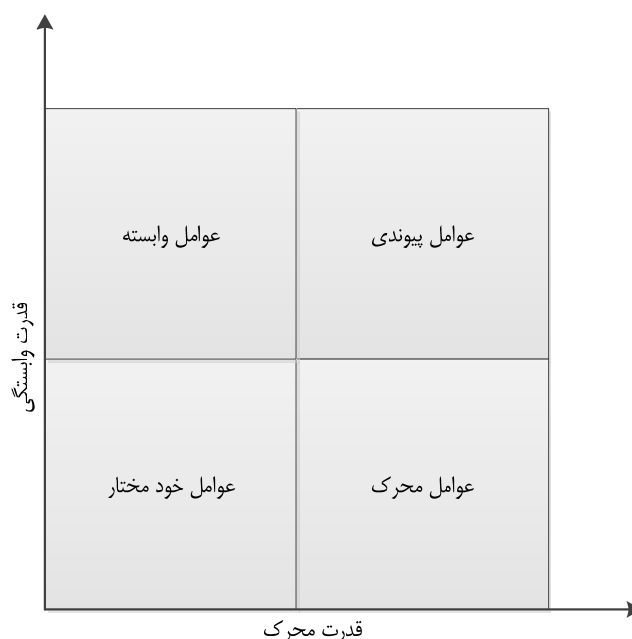 عوامل پیوندی
عوامل وابسته
قدرت وابستگی
عوامل محرک
عوامل خود مختار
قدرت محرک